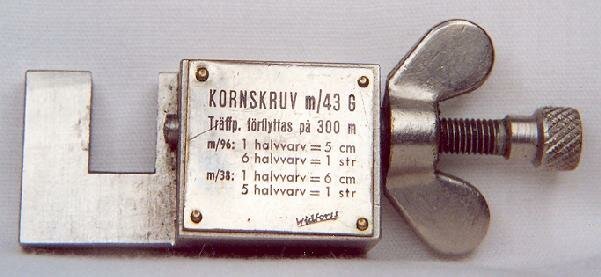 KORNSKRUV m/43 G
Träffp. förflyttas på 300 m
m/96: 1 halvvarv = 5 cm
6 halvvarv = 1 str
m/38: 1 halvvarv = 6 cm
5 halvvarv = 1 str